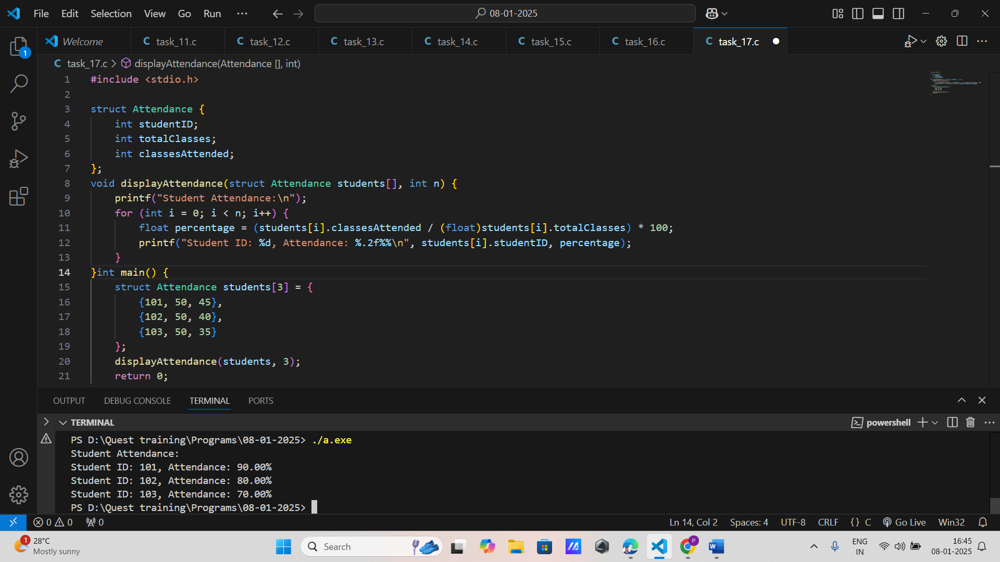 File Edit Selection View Go Run ··· 08-01-2025
Welcome task_11.c task_12.c task_13.c task_14.c task_15.c task_16.c task_17.c
1
C task_17.c > displayAttendance(Attendance [], int)
1 #include <stdio.h>
2
3 struct Attendance {
4     int studentID;
5     int totalClasses;
6     int classesAttended;
7 };
8 void displayAttendance(struct Attendance students[], int n) {
9     printf("Student Attendance:\n");
10     for (int i = 0; i < n; i++) {
11         float percentage = (students[i].classesAttended / (float)students[i].totalClasses) * 100;
12         printf("Student ID: %d, Attendance: %.2f%%\n", students[i].studentID, percentage);
13     }
14 }int main() {
15     struct Attendance students[3] = {
16         {101, 50, 45},
17         {102, 50, 40},
18         {103, 50, 35}
19     };
20     displayAttendance(students, 3);
21     return 0;
OUTPUT DEBUG CONSOLE TERMINAL PORTS
TERMINAL powershell
PS D:\Quest training\Programs\08-01-2025> ./a.exe
Student Attendance:
Student ID: 101, Attendance: 90.00%
Student ID: 102, Attendance: 80.00%
Student ID: 103, Attendance: 70.00%
PS D:\Quest training\Programs\08-01-2025>
0 0 0 Ln 14, Col 2 Spaces: 4 UTF-8 CRLF {} C Go Live Win32
1 28°C
Mostly sunny
Search
P
W
ENG
IN
16:45
08-01-2025